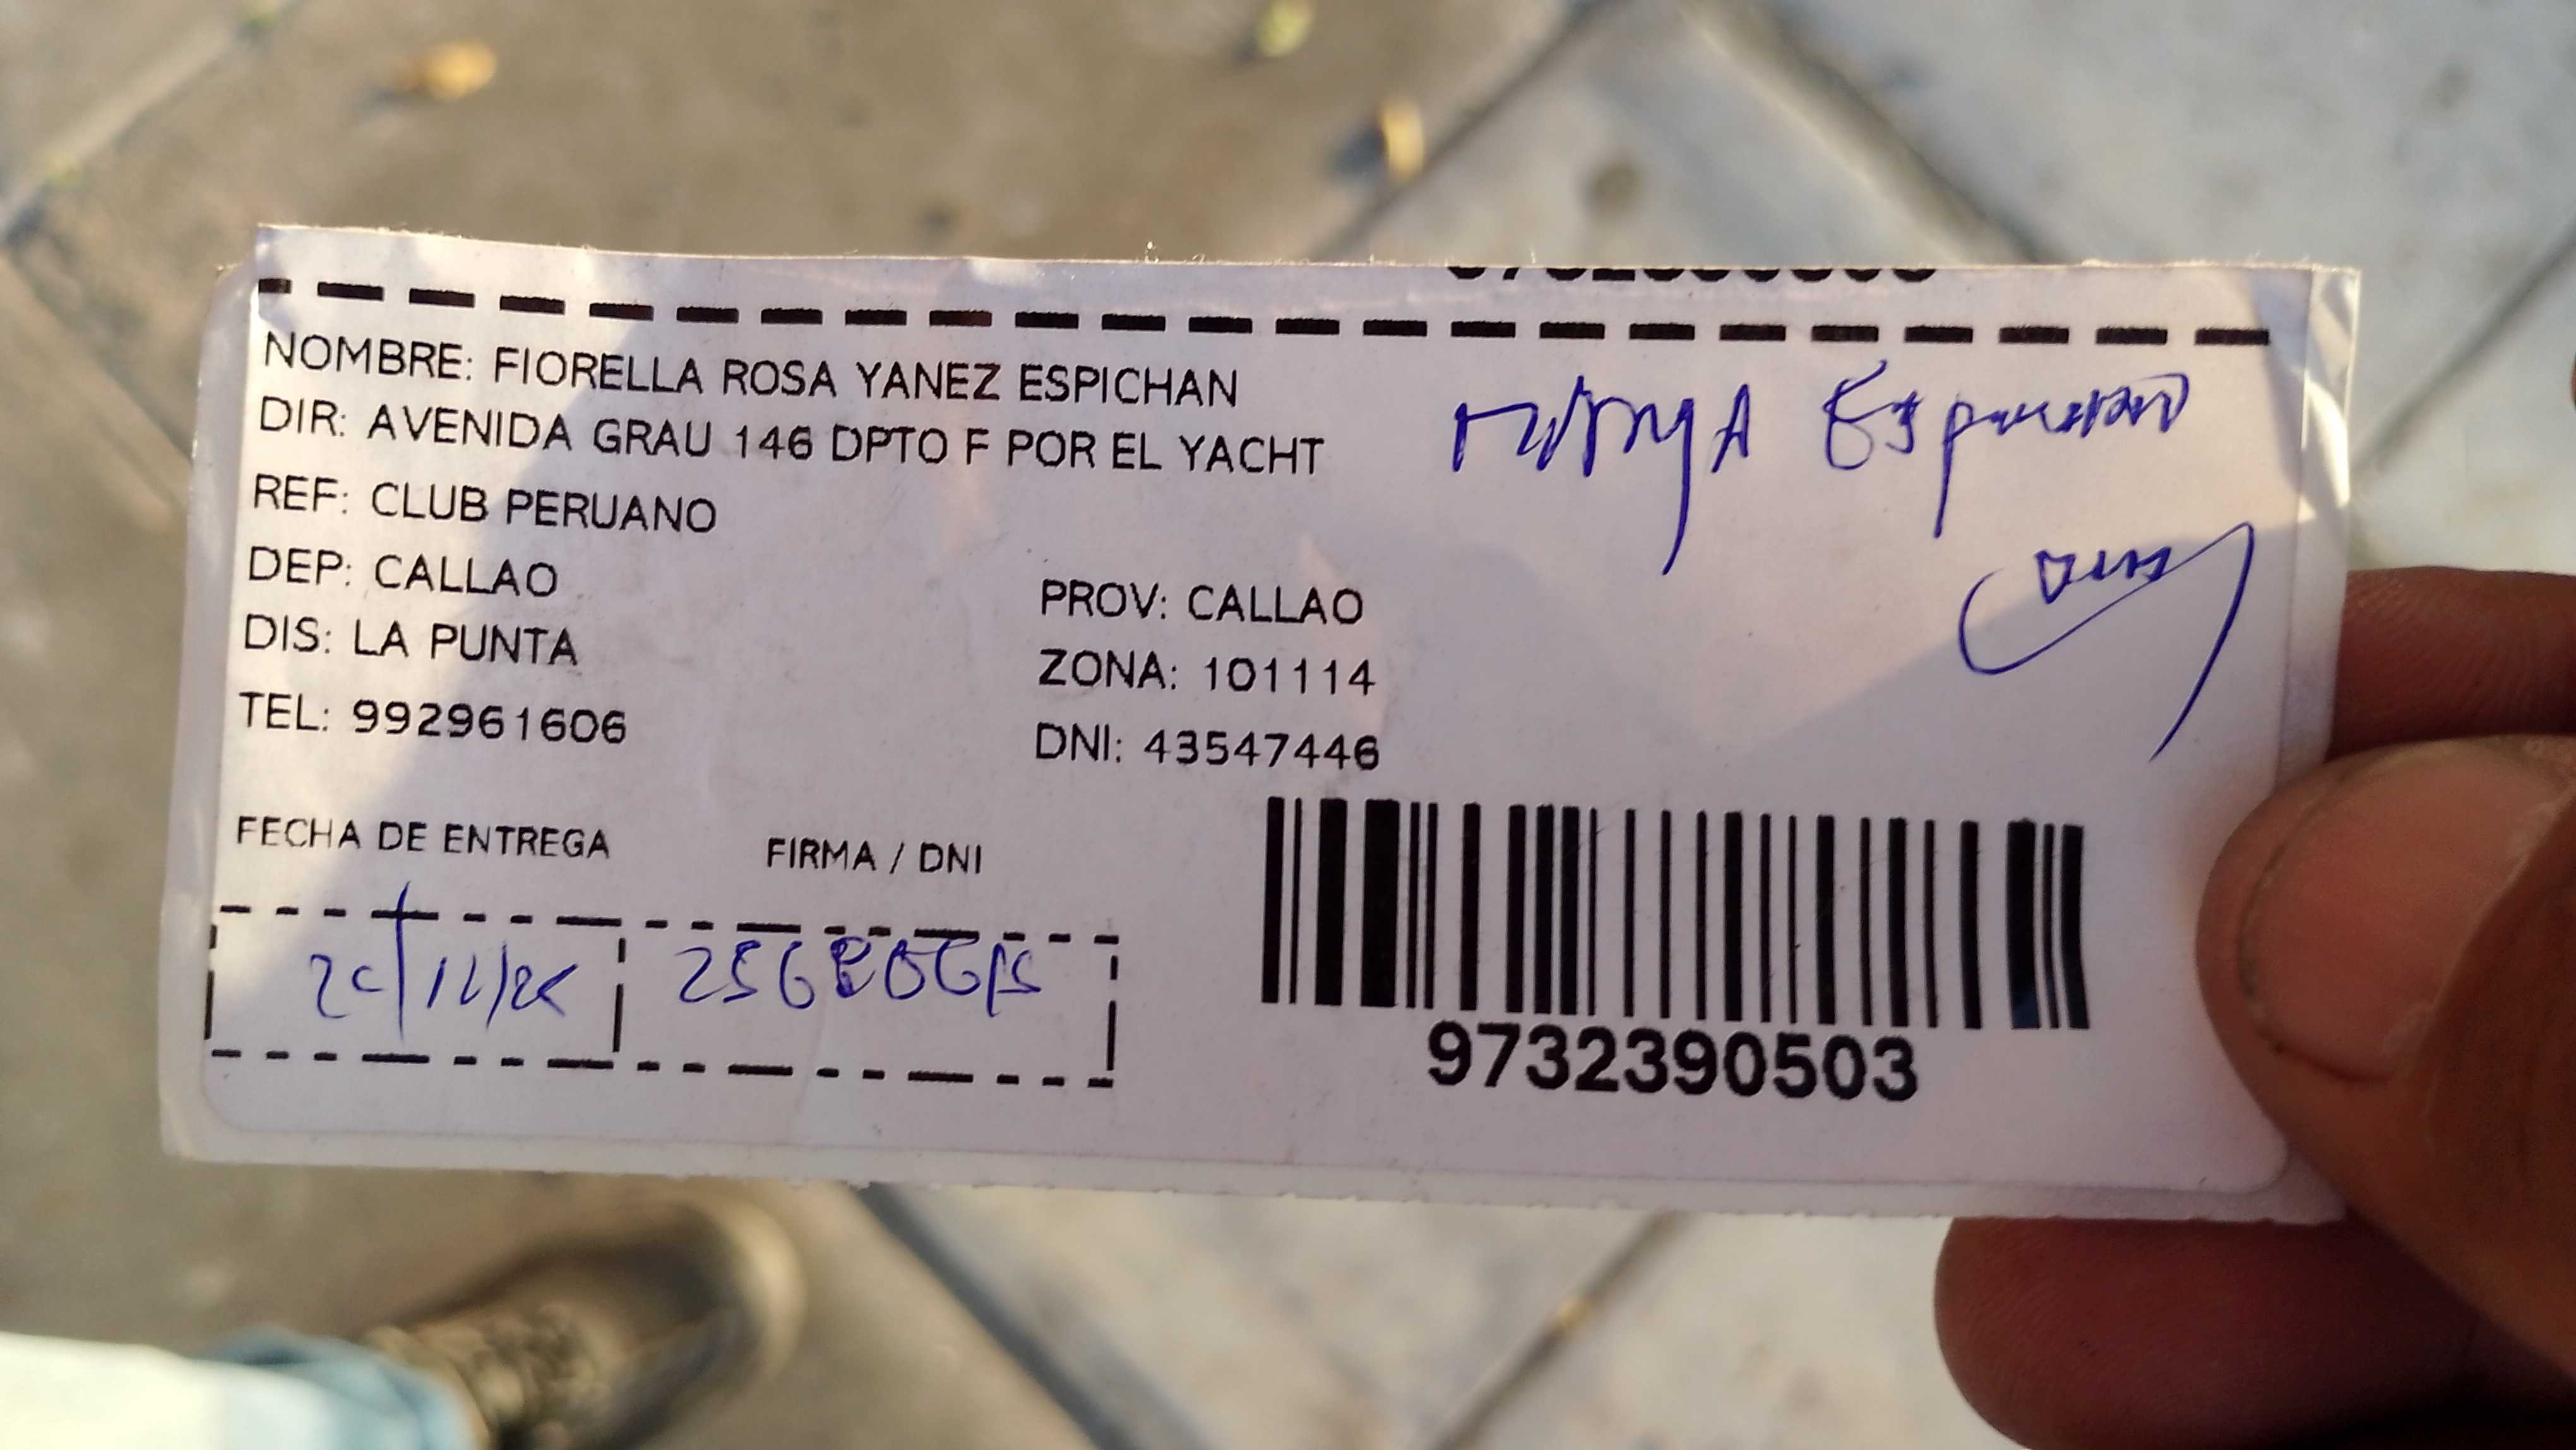 NOMBRE: FIORELLA ROSA YANEZ ESPICHAN
DIR: AVENIDA GRAU 146 DPTO F POR EL YACHT
REF: CLUB PERUANO
DEP: CALLAO
PROV: CALLAO
DIS: LA PUNTA
ZONA: 101114
TEL: 992961606
DNI: 43547446
FECHA DE ENTREGA
FIRMA / DNI
9732390503